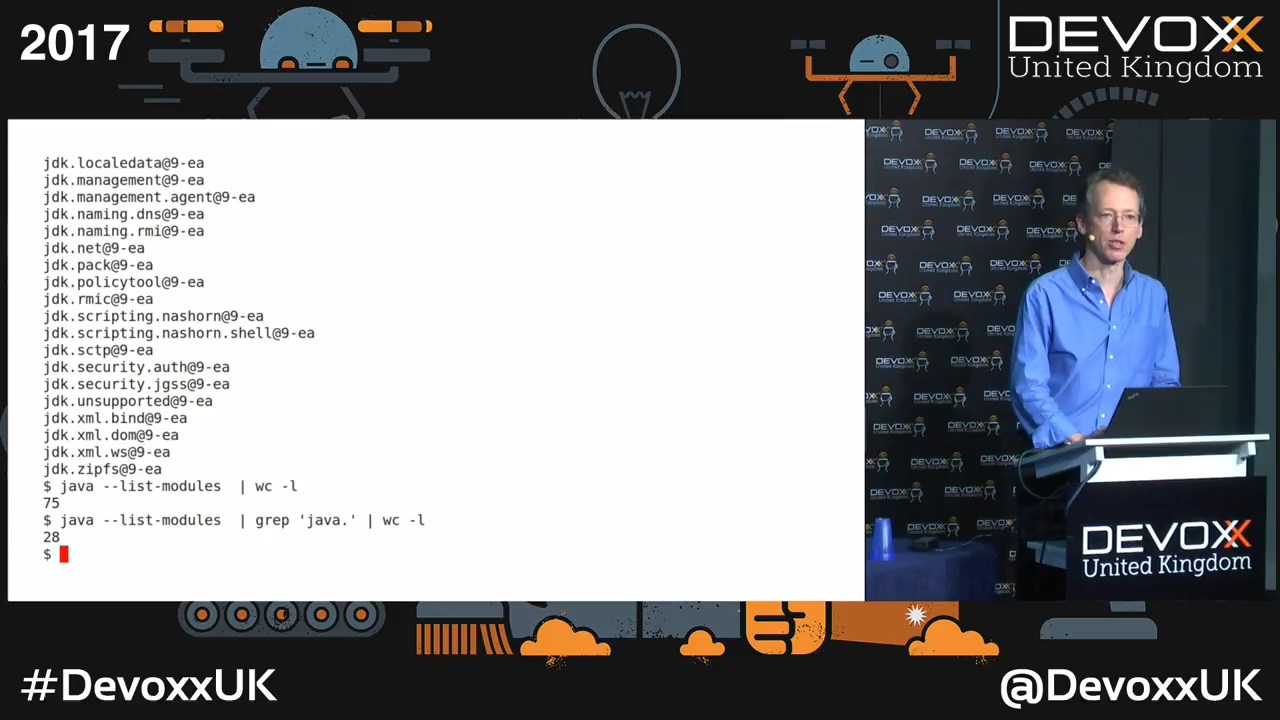 2017
DEVOXX
United Kingdom
jdk.localedata@9-ea
jdk.management@9-ea
jdk.management.agent@9-ea
jdk.naming.dns@9-ea
jdk.naming.rmi@9-ea
jdk.net@9-ea
jdk.pack@9-ea
jdk.policytool@9-ea
jdk.rmic@9-ea
jdk.scripting.nashorn@9-ea
jdk.scripting.nashorn.shell@9-ea
jdk.sctp@9-ea
jdk.security.auth@9-ea
jdk.security.jgss@9-ea
jdk.unsupported@9-ea
jdk.xml.bind@9-ea
jdk.xml.dom@9-ea
jdk.xml.ws@9-ea
jdk.zipfs@9-ea
$ java --list-modules  | wc -l
75
$ java --list-modules  | grep 'java.' | wc -l
28
$
DEVOXX
United Kingdom
#DevoxxUK
@DevoxxUK